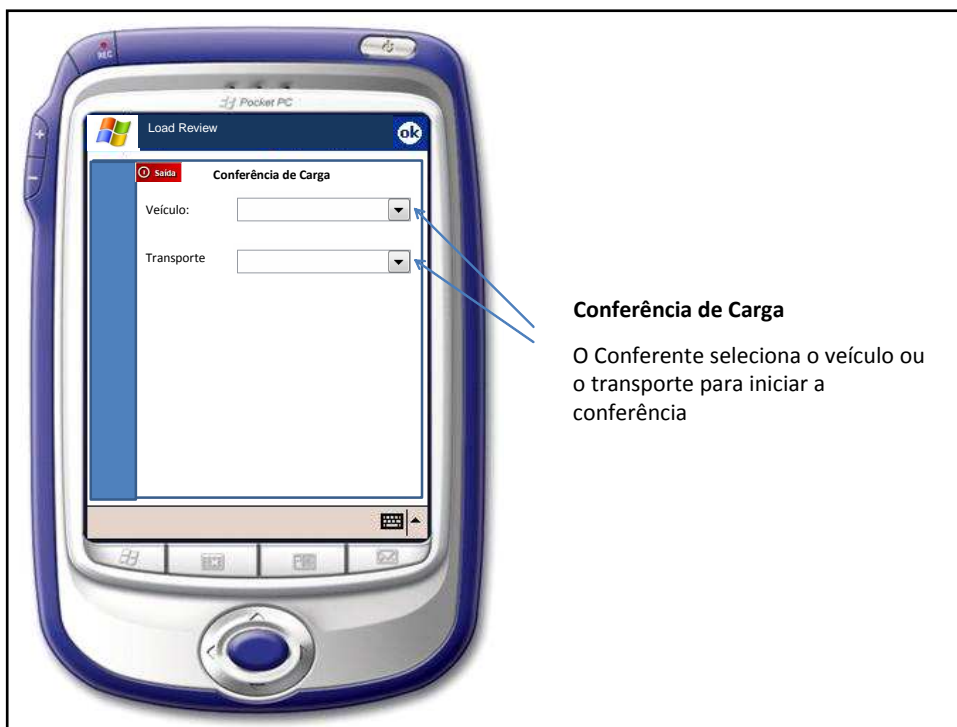 REC
Pocket PC
Load Review
ok
Saída
Conferência de Carga
Veículo:
Transporte
Conferência de Carga
O Conferente seleciona o veículo ou
o transporte para iniciar a
conferência